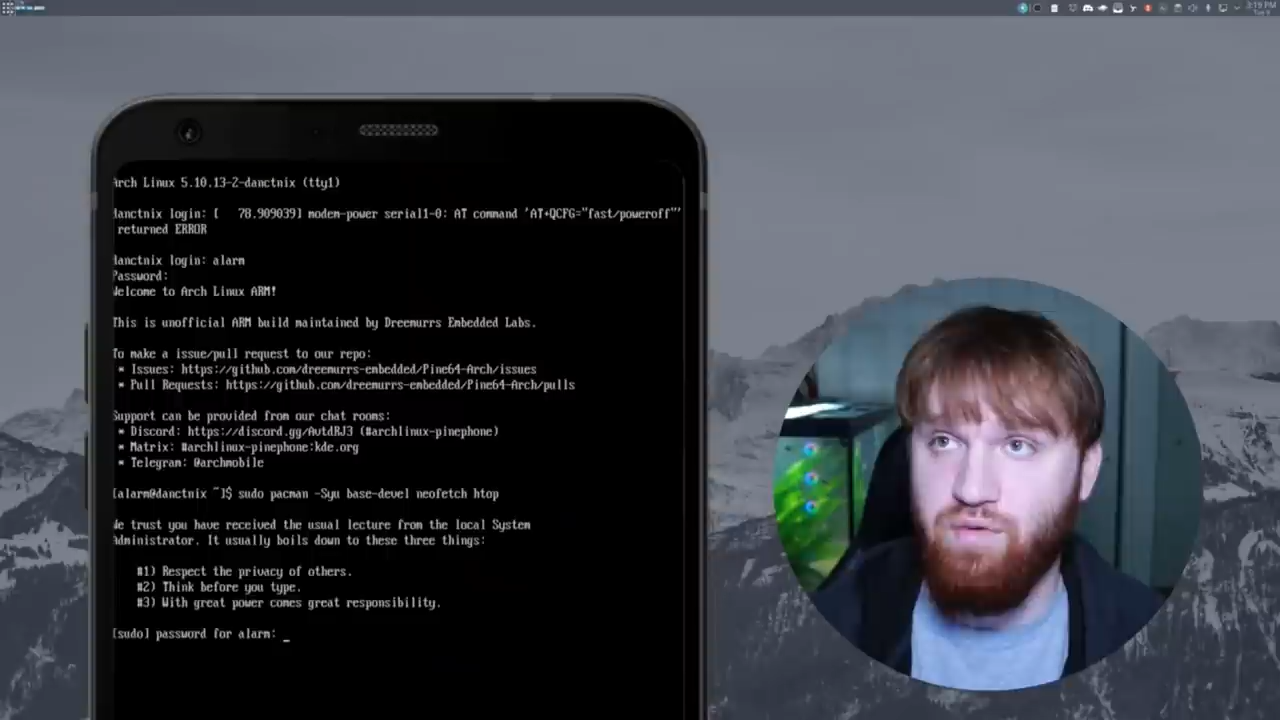 3:19 PM
Arch Linux 5.10.13-2-danctnix (tty1)
danctnix login: [   78.909039] modem-power serial1-0: AT command 'AT+QCFG="fast/poweroff"'
returned ERROR
danctnix login: alarm
Password:
Welcome to Arch Linux ARM!
This is unofficial ARM build maintained by Dreemurrs Embedded Labs.
To make a issue/pull request to our repo:
* Issues: https://github.com/dreemurrs-embedded/Pine64-Arch/issues
* Pull Requests: https://github.com/dreemurrs-embedded/Pine64-Arch/pulls
Support can be provided from our chat rooms:
* Discord: https://discord.gg/AvtdRJ3 (#archlinux-pinephone)
* Matrix: #archlinux-pinephone:kde.org
* Telegram: @archmobile
[alarm@danctnix ~]$ sudo pacman -Syu base-devel neofetch htop
We trust you have received the usual lecture from the local System
Administrator. It usually boils down to these three things:
#1) Respect the privacy of others.
#2) Think before you type.
#3) With great power comes great responsibility.
[sudo] password for alarm: _